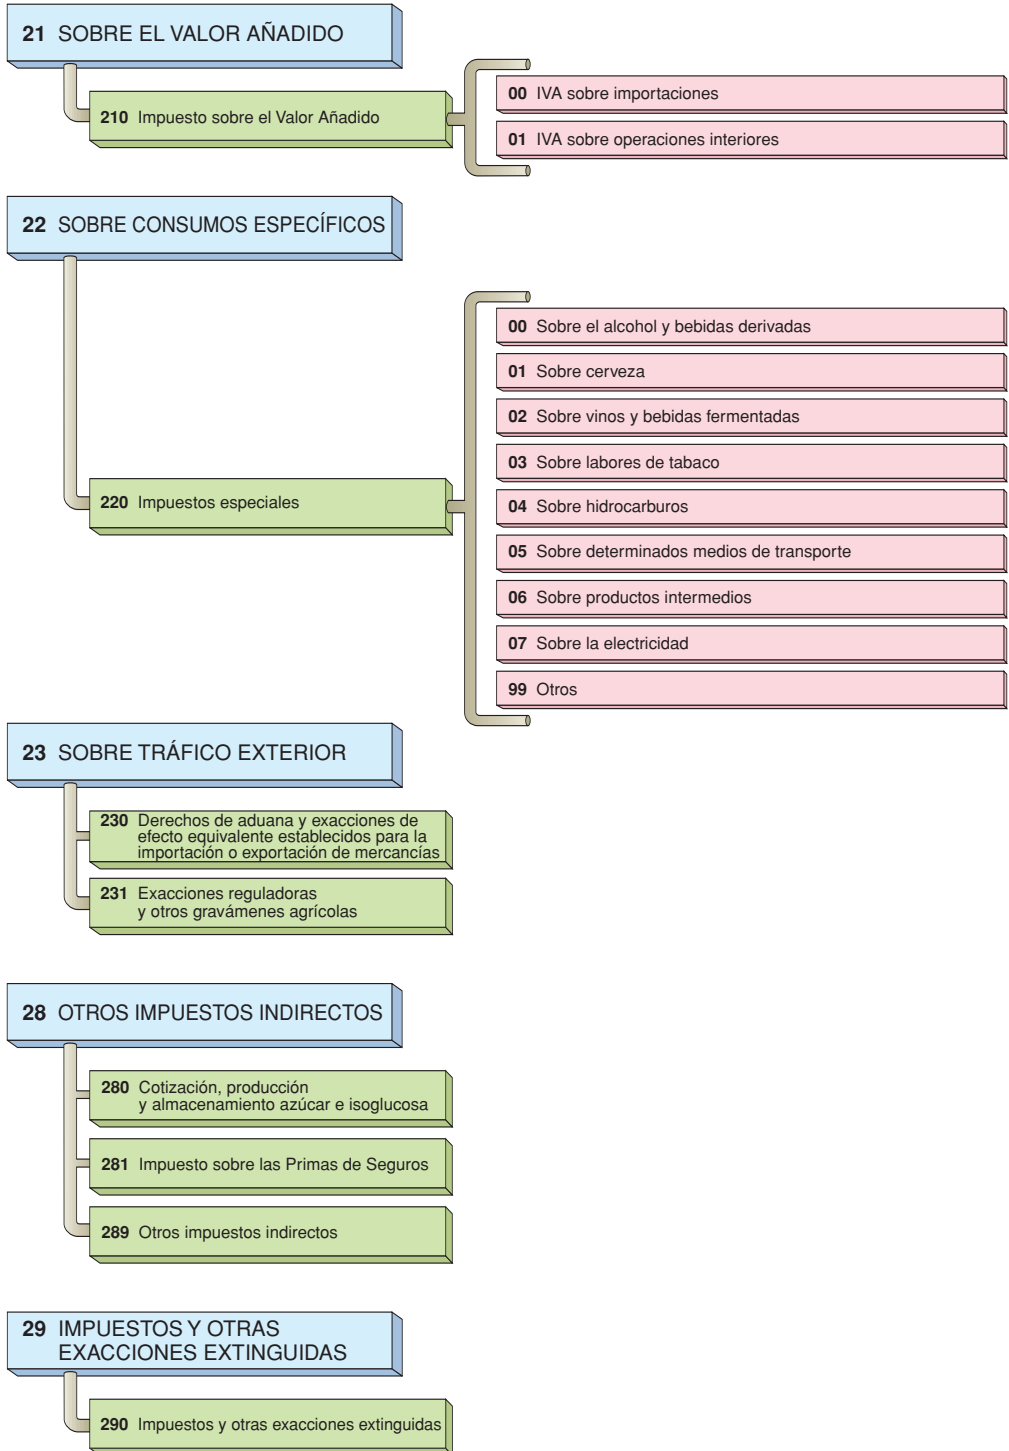 21 SOBRE EL VALOR AÑADIDO
210 Impuesto sobre el Valor Añadido
00 IVA sobre importaciones
01 IVA sobre operaciones interiores
22 SOBRE CONSUMOS ESPECÍFICOS
220 Impuestos especiales
00 Sobre el alcohol y bebidas derivadas
01 Sobre cerveza
02 Sobre vinos y bebidas fermentadas
03 Sobre labores de tabaco
04 Sobre hidrocarburos
05 Sobre determinados medios de transporte
06 Sobre productos intermedios
07 Sobre la electricidad
99 Otros
23 SOBRE TRÁFICO EXTERIOR
230 Derechos de aduana y exacciones de
efecto equivalente establecidos para la
importación o exportación de mercancías
231 Exacciones reguladoras
y otros gravámenes agrícolas
28 OTROS IMPUESTOS INDIRECTOS
280 Cotización, producción
y almacenamiento azúcar e isoglucosa
281 Impuesto sobre las Primas de Seguros
289 Otros impuestos indirectos
29 IMPUESTOS Y OTRAS
EXACCIONES EXTINGUIDAS
290 Impuestos y otras exacciones extinguidas